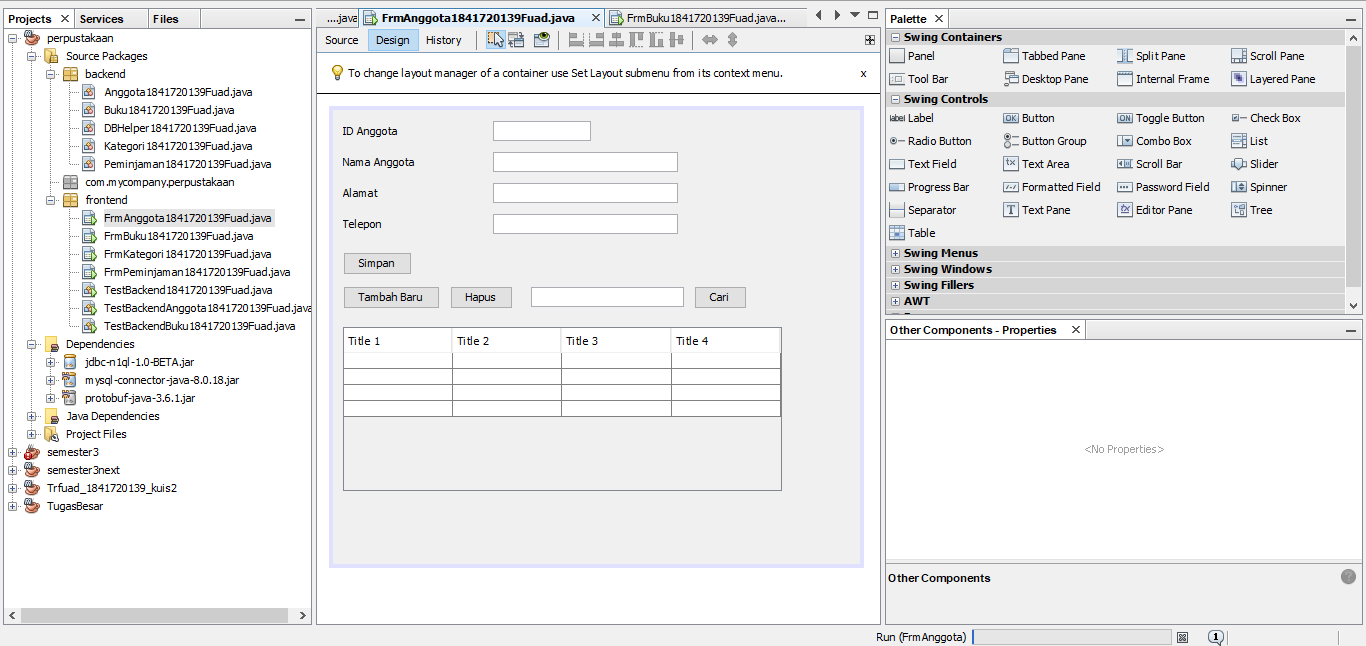 Projects
Services
Files
perpustakaan
Source Packages
backend
Anggota1841720139Fuad.java
Buku1841720139Fuad.java
DBHelper1841720139Fuad.java
Kategori1841720139Fuad.java
Peminjaman1841720139Fuad.java
com.mycompany.perpustakaan
frontend
FrmAnggota1841720139Fuad.java
FrmBuku1841720139Fuad.java
FrmKategori1841720139Fuad.java
FrmPeminjaman1841720139Fuad.java
TestBackend1841720139Fuad.java
TestBackendAnggota1841720139Fuad.java
TestBackendBuku1841720139Fuad.java
Dependencies
jdbc-n1ql-1.0-BETA.jar
mysql-connector-java-8.0.18.jar
protobuf-java-3.6.1.jar
Java Dependencies
Project Files
semester3
semester3next
Trfuad_1841720139_kuis2
TugasBesar
....java
FrmAnggota1841720139Fuad.java
FrmBuku1841720139Fuad.java...
Source Design History
To change layout manager of a container use Set Layout submenu from its context menu. x
ID Anggota
Nama Anggota
Alamat
Telepon
Simpan
Tambah Baru Hapus Cari
Title 1 Title 2 Title 3 Title 4
Palette
Swing Containers
Panel Tabbed Pane Split Pane Scroll Pane
Tool Bar Desktop Pane Internal Frame Layered Pane
Swing Controls
label Label OK Button ON Toggle Button Check Box
Radio Button Button Group Combo Box List
Text Field Text Area Scroll Bar Slider
Progress Bar Formatted Field Password Field Spinner
Separator T Text Pane Editor Pane Tree
Table
Swing Menus
Swing Windows
Swing Fillers
AWT
Other Components - Properties
<No Properties>
Other Components
Run (FrmAnggota) 1